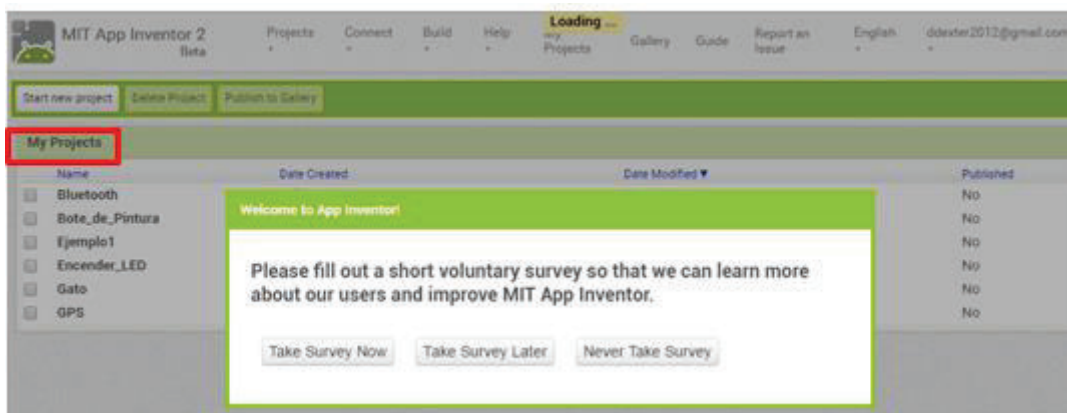 Loading ...
MIT App Inventor 2
Beta
Projects Connect Build Help My Projects Gallery Guide Report an Issue English ddexter2012@gmail.com
Start new project Delete Project Publish to Gallery
My Projects
Name Date Created Date Modified ▼ Published
Bluetooth No
Bote_de_Pintura No
Ejemplo1 No
Encender_LED No
Gato No
GPS No
Welcome to App Inventor!
Please fill out a short voluntary survey so that we can learn more
about our users and improve MIT App Inventor.
Take Survey Now Take Survey Later Never Take Survey